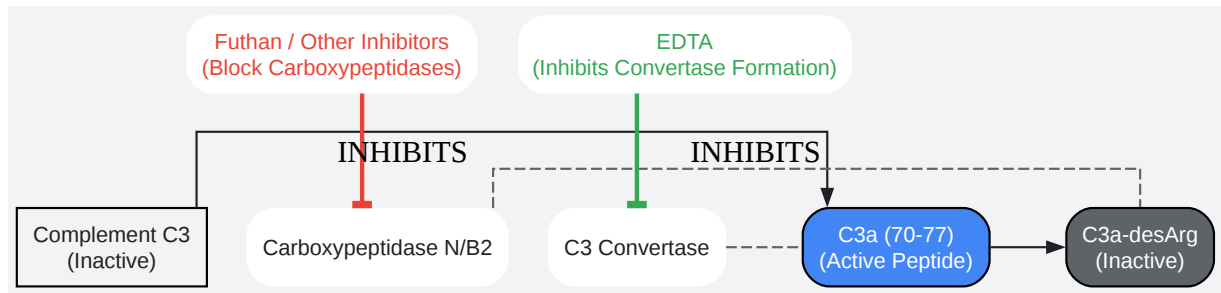 Futhan / Other Inhibitors
(Block Carboxypeptidases)
EDTA
(Inhibits Convertase Formation)
INHIBITS
INHIBITS
Complement C3
(Inactive)
Carboxypeptidase N/B2
C3 Convertase
C3a (70-77)
(Active Peptide)
C3a-desArg
(Inactive)